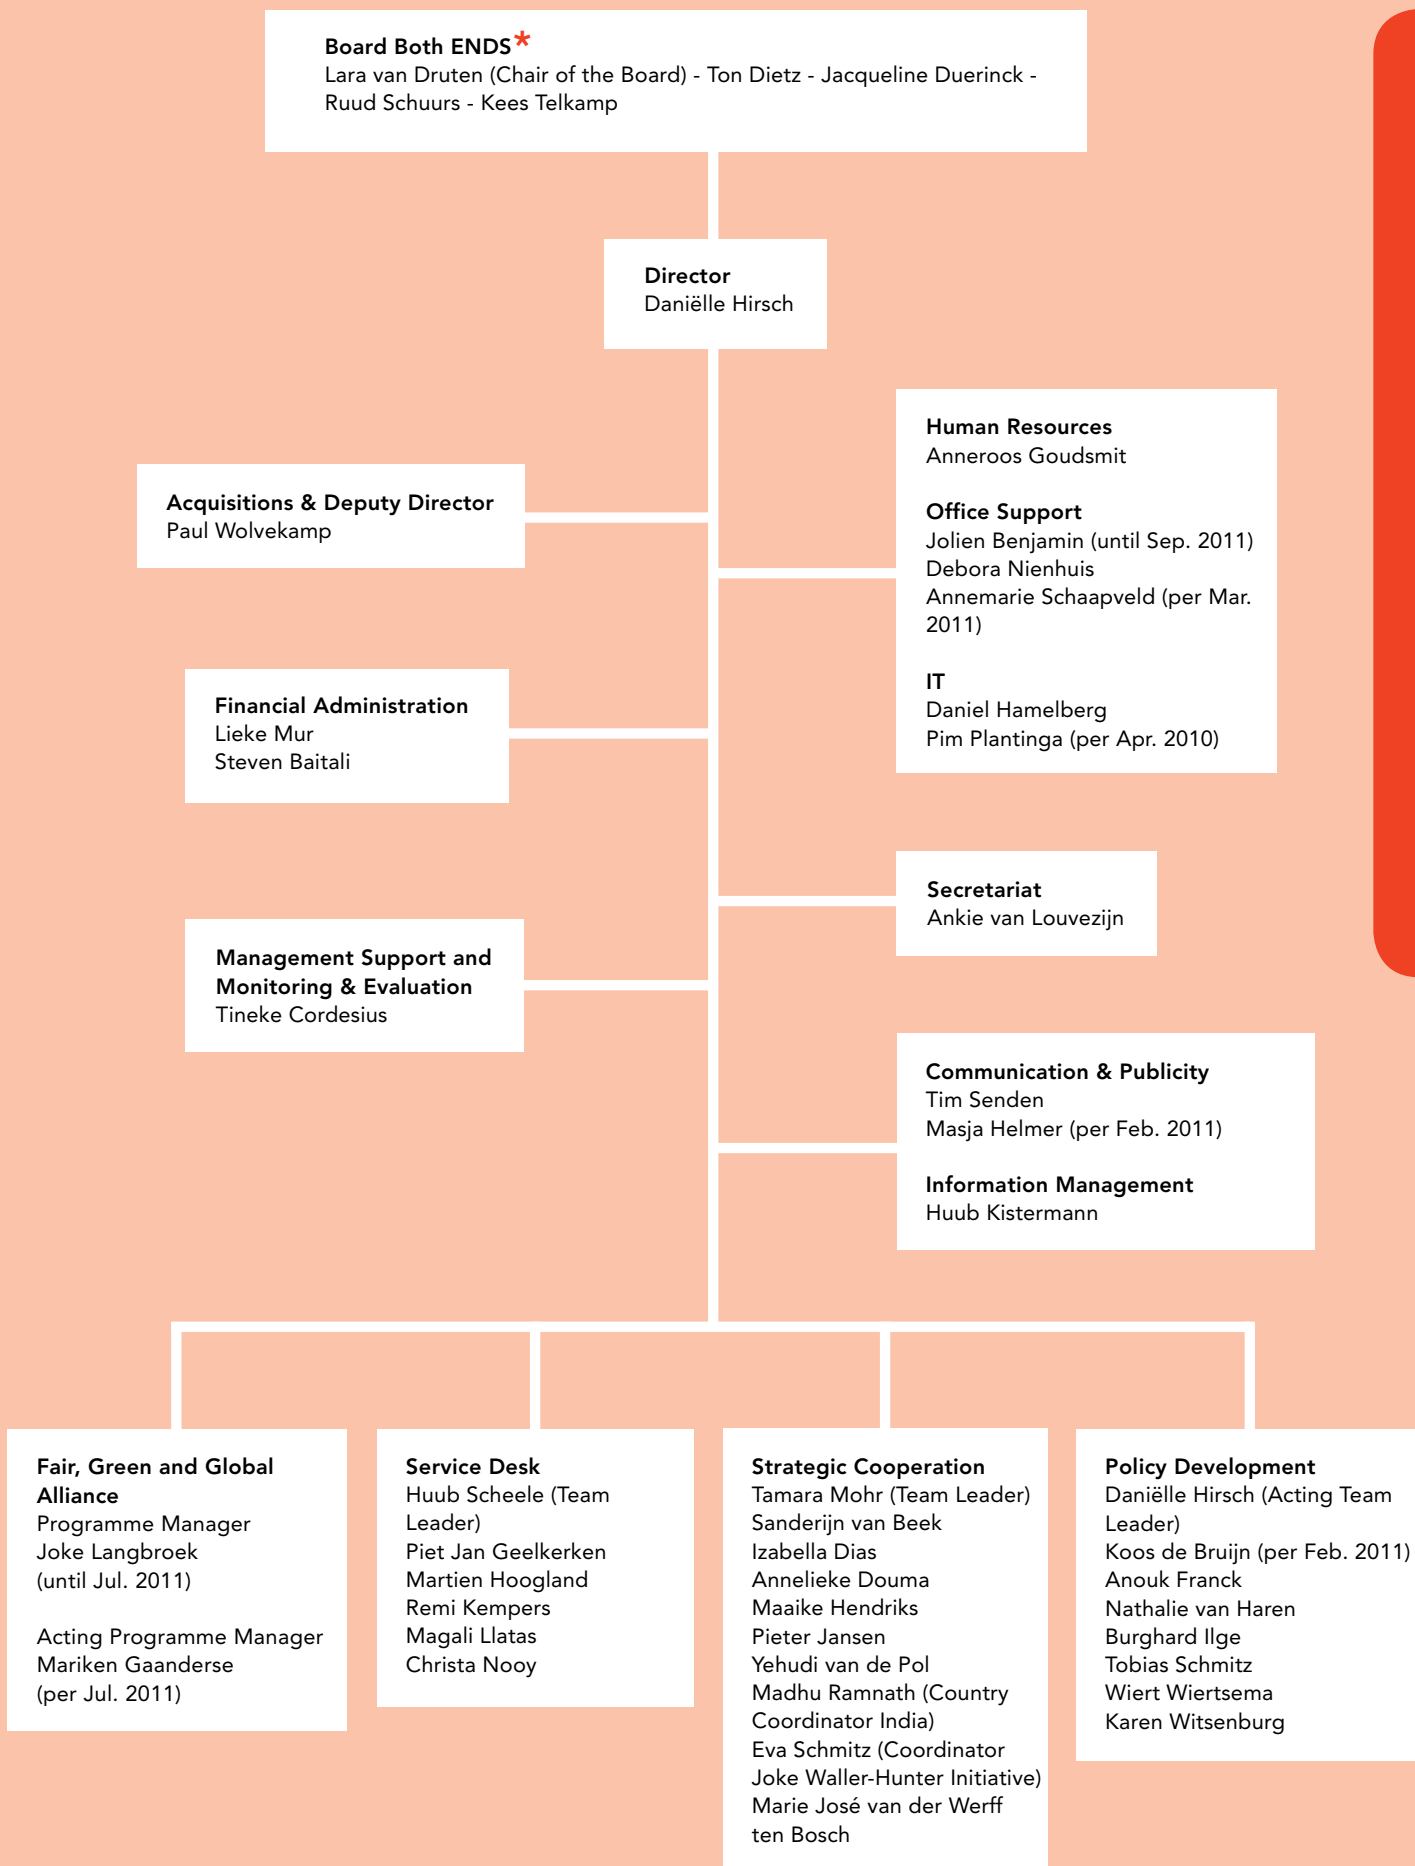 Board Both ENDS*
Lara van Druten (Chair of the Board) - Ton Dietz - Jacqueline Duerinck -
Ruud Schuurs - Kees Telkamp
Director
Daniëlle Hirsch
Acquisitions & Deputy Director
Paul Wolvekamp
Human Resources
Anneroos Goudsmit
Office Support
Jolien Benjamin (until Sep. 2011)
Debora Nienhuis
Annemarie Schaapveld (per Mar.
2011)
IT
Daniel Hamelberg
Pim Plantinga (per Apr. 2010)
Financial Administration
Lieke Mur
Steven Baitali
Secretariat
Ankie van Louvezijn
Management Support and
Monitoring & Evaluation
Tineke Cordesius
Communication & Publicity
Tim Senden
Masja Helmer (per Feb. 2011)
Information Management
Huub Kistermann
Fair, Green and Global
Alliance
Programme Manager
Joke Langbroek
(until Jul. 2011)
Acting Programme Manager
Mariken Gaanderse
(per Jul. 2011)
Service Desk
Huub Scheele (Team
Leader)
Piet Jan Geelkerken
Martien Hoogland
Remi Kempers
Magali Llatas
Christa Nooy
Strategic Cooperation
Tamara Mohr (Team Leader)
Sanderijn van Beek
Izabella Dias
Annelieke Douma
Maaike Hendriks
Pieter Jansen
Yehudi van de Pol
Madhu Ramnath (Country
Coordinator India)
Eva Schmitz (Coordinator
Joke Waller-Hunter Initiative)
Marie José van der Werff
ten Bosch
Policy Development
Daniëlle Hirsch (Acting Team
Leader)
Koos de Bruijn (per Feb. 2011)
Anouk Franck
Nathalie van Haren
Burghard Ilge
Tobias Schmitz
Wiert Wiertsema
Karen Witsenburg